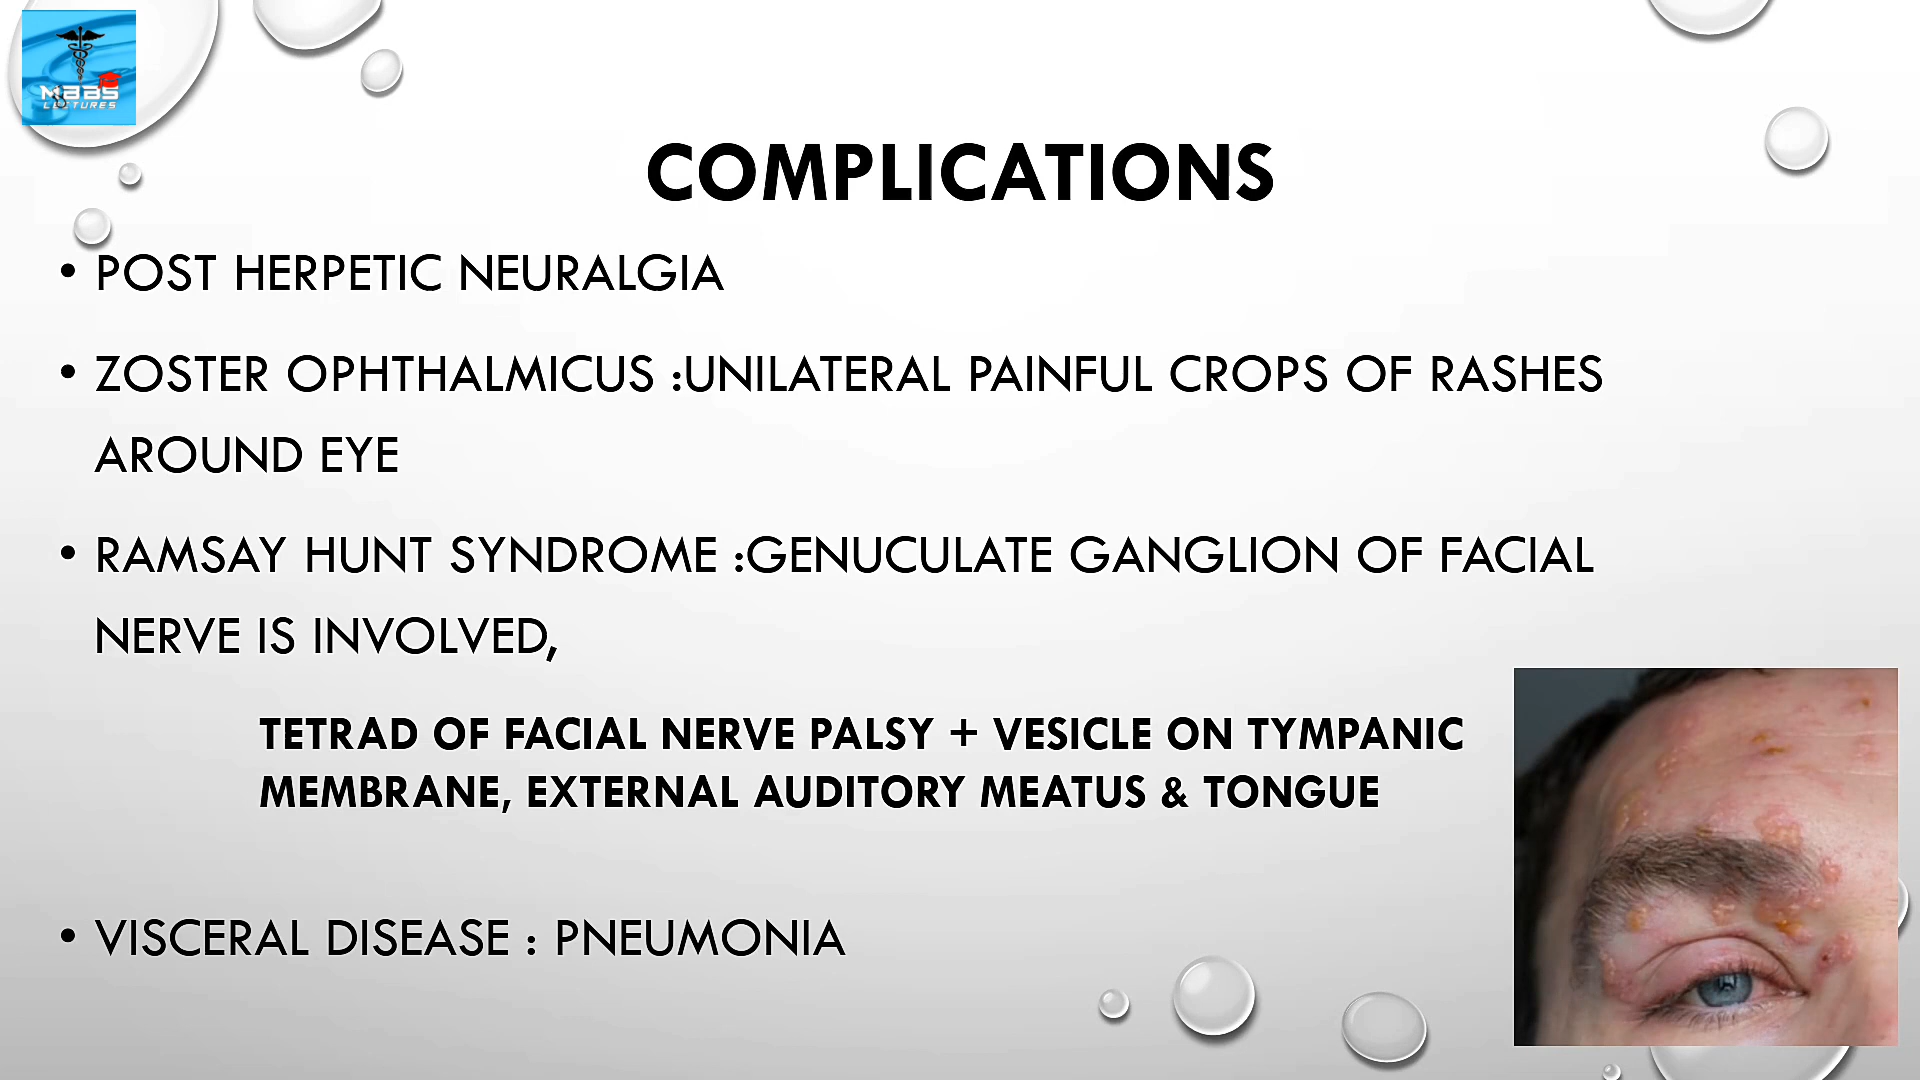 MBBS
LECTURES
COMPLICATIONS
• POST HERPETIC NEURALGIA
• ZOSTER OPHTHALMICUS :UNILATERAL PAINFUL CROPS OF RASHES
AROUND EYE
• RAMSAY HUNT SYNDROME :GENUCULATE GANGLION OF FACIAL
NERVE IS INVOLVED,
TETRAD OF FACIAL NERVE PALSY + VESICLE ON TYMPANIC
MEMBRANE, EXTERNAL AUDITORY MEATUS & TONGUE
• VISCERAL DISEASE : PNEUMONIA